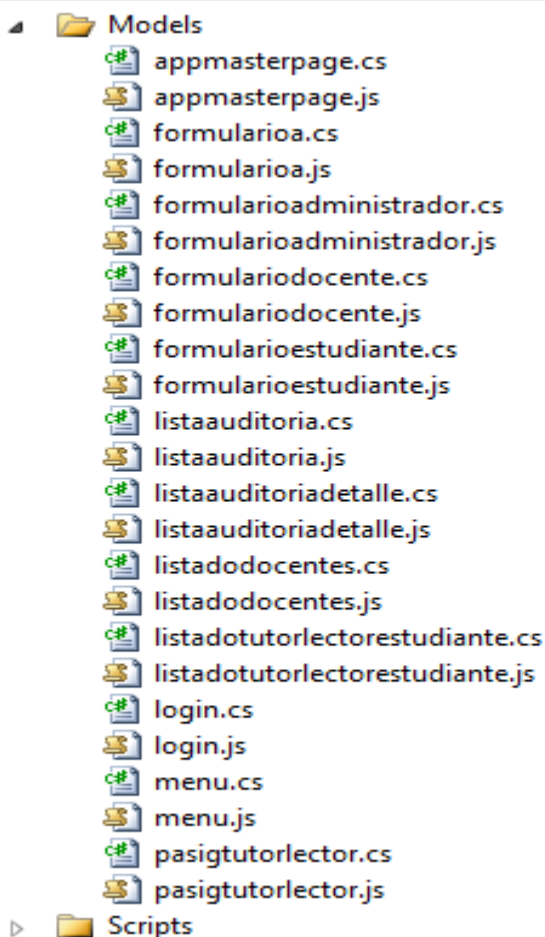 Models
appmasterpage.cs
appmasterpage.js
formularioa.cs
formularioa.js
formularioadministrador.cs
formularioadministrador.js
formulariodocente.cs
formulariodocente.js
formularioestudiante.cs
formularioestudiante.js
listaauditoria.cs
listaauditoria.js
listaauditoriadetalle.cs
listaauditoriadetalle.js
listadodocentes.cs
listadodocentes.js
listadotutorlectorestudiante.cs
listadotutorlectorestudiante.js
login.cs
login.js
menu.cs
menu.js
pasigtutorlector.cs
pasigtutorlector.js
Scripts